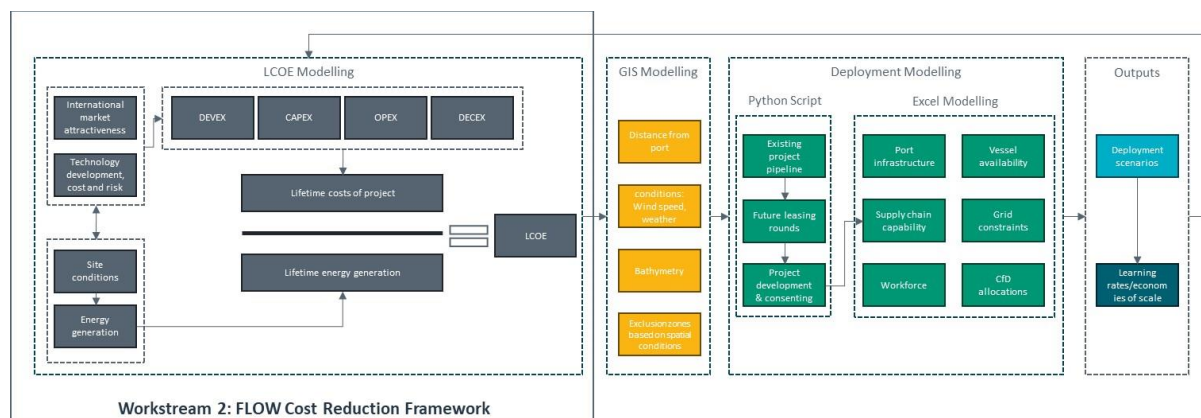 LCOE Modelling
International
market
attractiveness
Technology
development,
cost and risk
DEVEX
CAPEX
OPEX
DECEX
Lifetime costs of project
Lifetime energy generation
LCOE
Site
conditions
Energy
generation
Workstream 2: FLOW Cost Reduction Framework
GIS Modelling
Distance from
port
conditions:
Wind speed,
weather
Bathymetry
Exclusion zones
based on spatial
conditions
Deployment Modelling
Python Script
Existing
project
pipeline
Future leasing
rounds
Project
development
& consenting
Excel Modelling
Port
infrastructure
Vessel
availability
Supply chain
capability
Grid
constraints
Workforce
CfD
allocations
Outputs
Deployment
scenarios
Learning
rates/econom
ies of scale